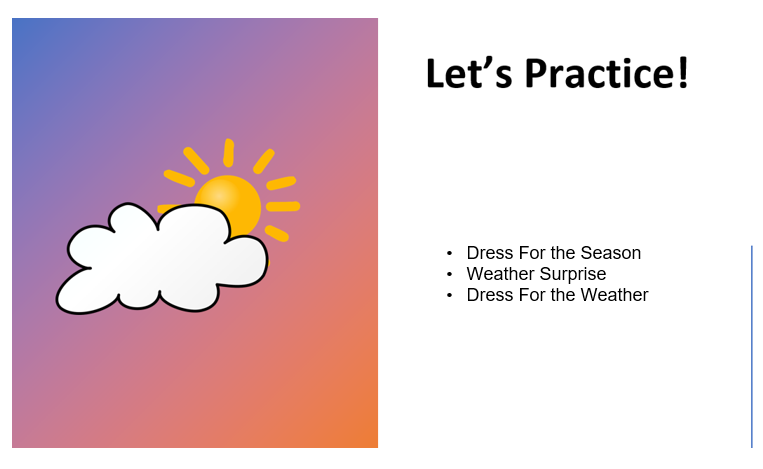 Let’s Practice!
• Dress For the Season
• Weather Surprise
• Dress For the Weather